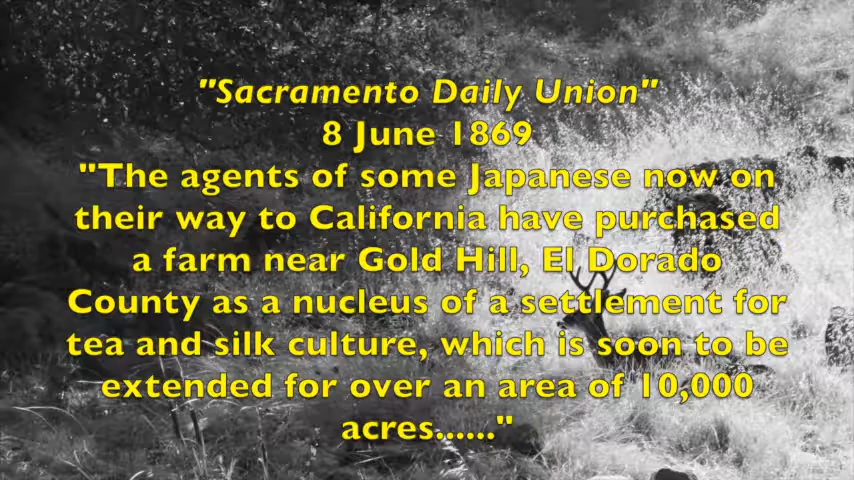 "Sacramento Daily Union"
8 June 1869
"The agents of some Japanese now on
their way to California have purchased
a farm near Gold Hill, El Dorado
County as a nucleus of a settlement for
tea and silk culture, which is soon to be
extended for over an area of 10,000
acres......"